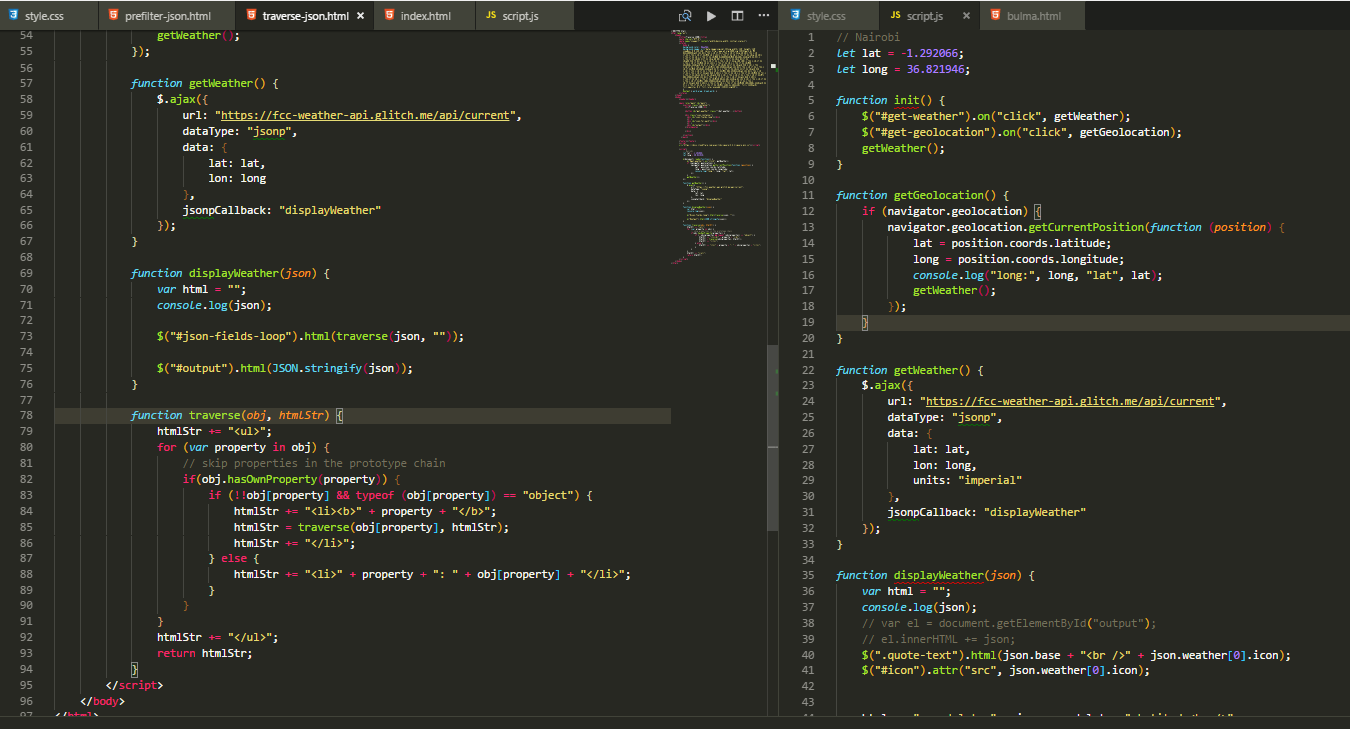 style.css
prefilter-json.html
traverse-json.html ×
index.html
JS script.js
54 getWeather();
55 });
56
57 function getWeather() {
58 $.ajax({
59 url: "https://fcc-weather-api.glitch.me/api/current",
60 dataType: "jsonp",
61 data: {
62 lat: lat,
63 lon: long
64 },
65 jsonpCallback: "displayWeather"
66 });
67 }
68
69 function displayWeather(json) {
70 var html = "";
71 console.log(json);
72
73 $("#json-fields-loop").html(traverse(json, ""));
74
75 $("#output").html(JSON.stringify(json));
76 }
77
78 function traverse(obj, htmlStr) {
79 htmlStr += "<ul>";
80 for (var property in obj) {
81 // skip properties in the prototype chain
82 if(obj.hasOwnProperty(property)) {
83 if (!!obj[property] && typeof (obj[property]) == "object") {
84 htmlStr += "<li><b>" + property + "</b>";
85 htmlStr = traverse(obj[property], htmlStr);
86 htmlStr += "</li>";
87 } else {
88 htmlStr += "<li>" + property + ": " + obj[property] + "</li>";
89 }
90 }
91 }
92 htmlStr += "</ul>";
93 return htmlStr;
94 }
95 </script>
96 </body>
97 </html>
style.css
JS script.js ×
bulma.html
1 // Nairobi
2 let lat = -1.292066;
3 let long = 36.821946;
4
5 function init() {
6 $("#get-weather").on("click", getWeather);
7 $("#get-geolocation").on("click", getGeolocation);
8 getWeather();
9 }
10
11 function getGeolocation() {
12 if (navigator.geolocation) {
13 navigator.geolocation.getCurrentPosition(function (position) {
14 lat = position.coords.latitude;
15 long = position.coords.longitude;
16 console.log("long:", long, "lat", lat);
17 getWeather();
18 });
19 }
20 }
21
22 function getWeather() {
23 $.ajax({
24 url: "https://fcc-weather-api.glitch.me/api/current",
25 dataType: "jsonp",
26 data: {
27 lat: lat,
28 lon: long,
29 units: "imperial"
30 },
31 jsonpCallback: "displayWeather"
32 });
33 }
34
35 function displayWeather(json) {
36 var html = "";
37 console.log(json);
38 // var el = document.getElementById("output");
39 // el.innerHTML += json;
40 $(".quote-text").html(json.base + "<br />" + json.weather[0].icon);
41 $("#icon").attr("src", json.weather[0].icon);
42
43